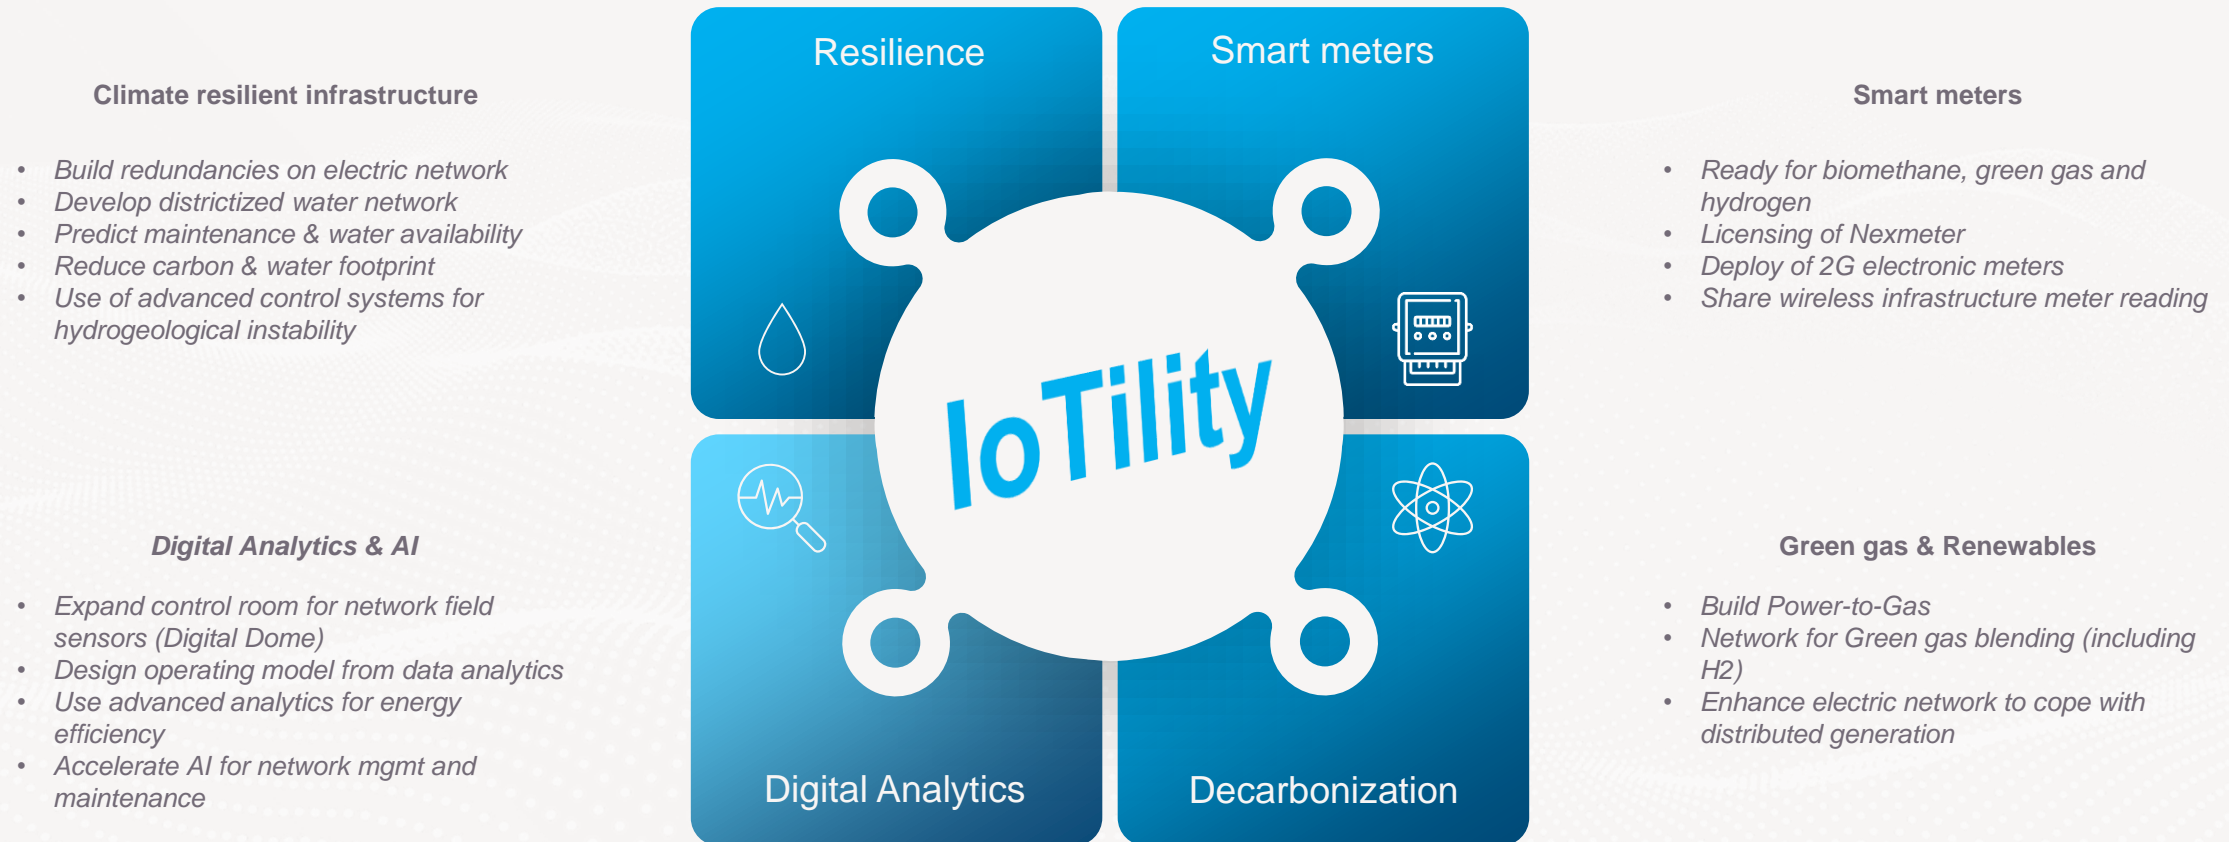 Climate resilient infrastructure
• Build redundancies on electric network
• Develop districtized water network
• Predict maintenance & water availability
• Reduce carbon & water footprint
• Use of advanced control systems for
hydrogeological instability
Resilience
Smart meters
Smart meters
• Ready for biomethane, green gas and
hydrogen
• Licensing of Nexmeter
• Deploy of 2G electronic meters
• Share wireless infrastructure meter reading
IoTility
Digital Analytics & AI
• Expand control room for network field
sensors (Digital Dome)
• Design operating model from data analytics
• Use advanced analytics for energy
efficiency
• Accelerate AI for network mgmt and
maintenance
Digital Analytics
Decarbonization
Green gas & Renewables
• Build Power-to-Gas
• Network for Green gas blending (including
H2)
• Enhance electric network to cope with
distributed generation